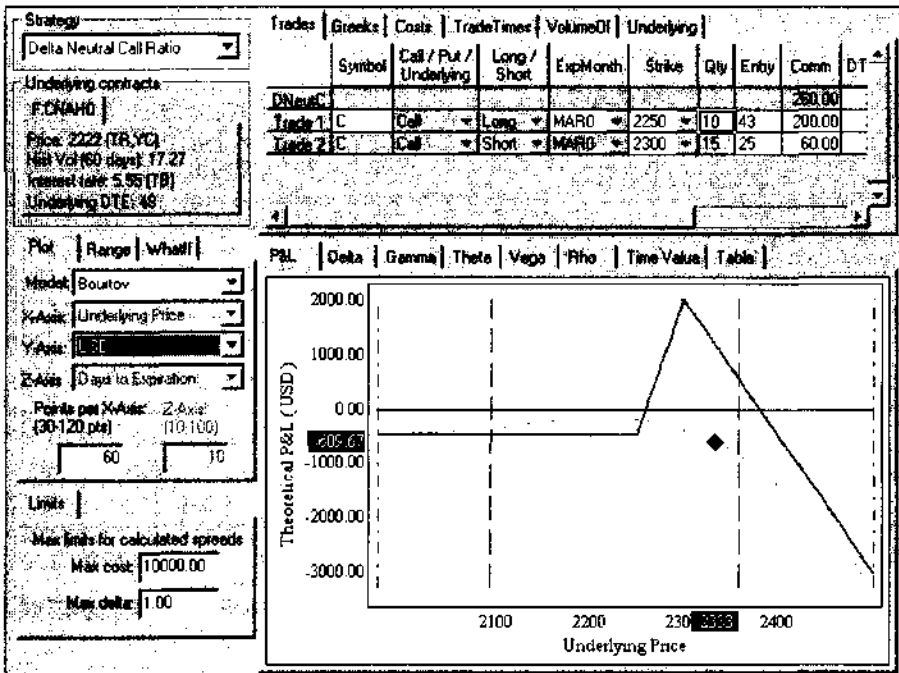 Strategy
Delta Neutral Call Ratio
Underlying contracts
F.CNAH0
Price: 2222 (TR,YC)
Hist Vol (60 days): 17.27
Interest rate: 5.55 (TB)
Underlying DTE: 49
Trades Greeks Costs TradeTimes VolumeOI Underlying
Symbol Call / Put / Underlying Long / Short ExpMonth Strike Qty Entry Comm DT
DNeutC 260.00
Trade 1 C Call Long MAR0 2250 10 43 200.00
Trade 2 C Call Short MAR0 2300 15 25 60.00
Plot Range WhatIf
Model: Bourtov
X-Axis: Underlying Price
Y-Axis:
Z-Axis Days to Expiration
Points per X-Axis: Z-Axis:
(30-120 pts) (10-100)
60 10
Limits
Max limits for calculated spreads
Max cost: 10000.00
Max delta: 1.00
P&L Delta Gamma Theta Vega Rho Time Value Table
Theoretical P&L ( USD )
2000.00
1000.00
0.00
-1000.00
-2000.00
-3000.00
2100 2200 2300 2400
Underlying Price